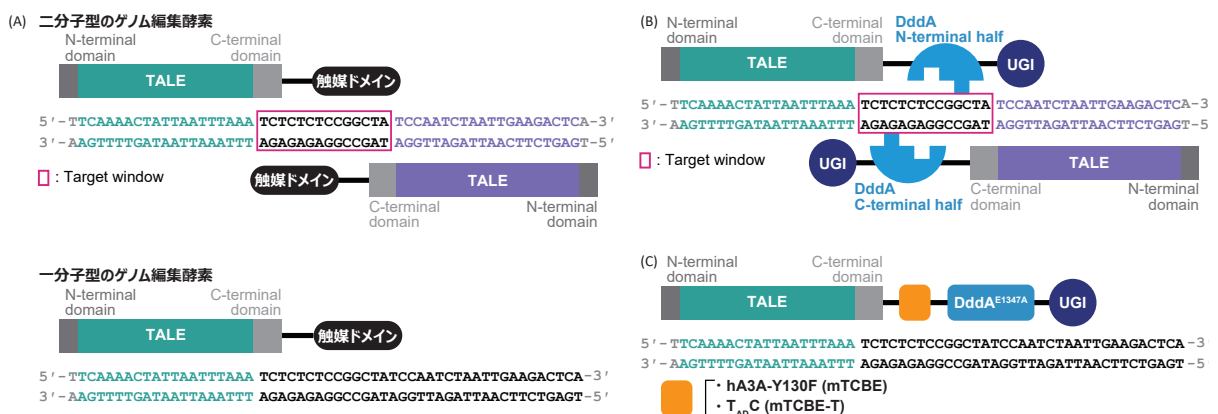 (A) 二分子型のゲノム編集酵素
N-terminal domain
C-terminal domain
TALE
触媒ドメイン
5′-TTCAAAACTATTAATTTAAA TCTCTCTCCGGCTA TCCAATCTAATTGAAGACTCA-3′
3′-AAGTTTTGATAATTAAATTT AGAGAGAGGCCGAT AGGTTAGATTAACTTCTGAGT-5′
: Target window
触媒ドメイン
TALE
C-terminal domain
N-terminal domain
一分子型のゲノム編集酵素
N-terminal domain
C-terminal domain
TALE
触媒ドメイン
5′-TTCAAAACTATTAATTTAAA TCTCTCTCCGGCTATCCAATCTAATTGAAGACTCA-3′
3′-AAGTTTTGATAATTAAATTT AGAGAGAGGCCGATAGGTTAGATTAACTTCTGAGT-5′
(B)
N-terminal domain
C-terminal domain
DddA N-terminal half
TALE
UGI
5′-TTCAAAACTATTAATTTAAA TCTCTCTCCGGCTA TCCAATCTAATTGAAGACTCA-3′
3′-AAGTTTTGATAATTAAATTT AGAGAGAGGCCGAT AGGTTAGATTAACTTCTGAGT-5′
: Target window
UGI
TALE
DddA C-terminal half
C-terminal domain
N-terminal domain
(C)
N-terminal domain
C-terminal domain
TALE
DddA^E1347A
UGI
5′-TTCAAAACTATTAATTTAAA TCTCTCTCCGGCTATCCAATCTAATTGAAGACTCA-3′
3′-AAGTTTTGATAATTAAATTT AGAGAGAGGCCGATAGGTTAGATTAACTTCTGAGT-5′
・hA3A-Y130F (mTCBE)
・TAPC (mTCBE-T)